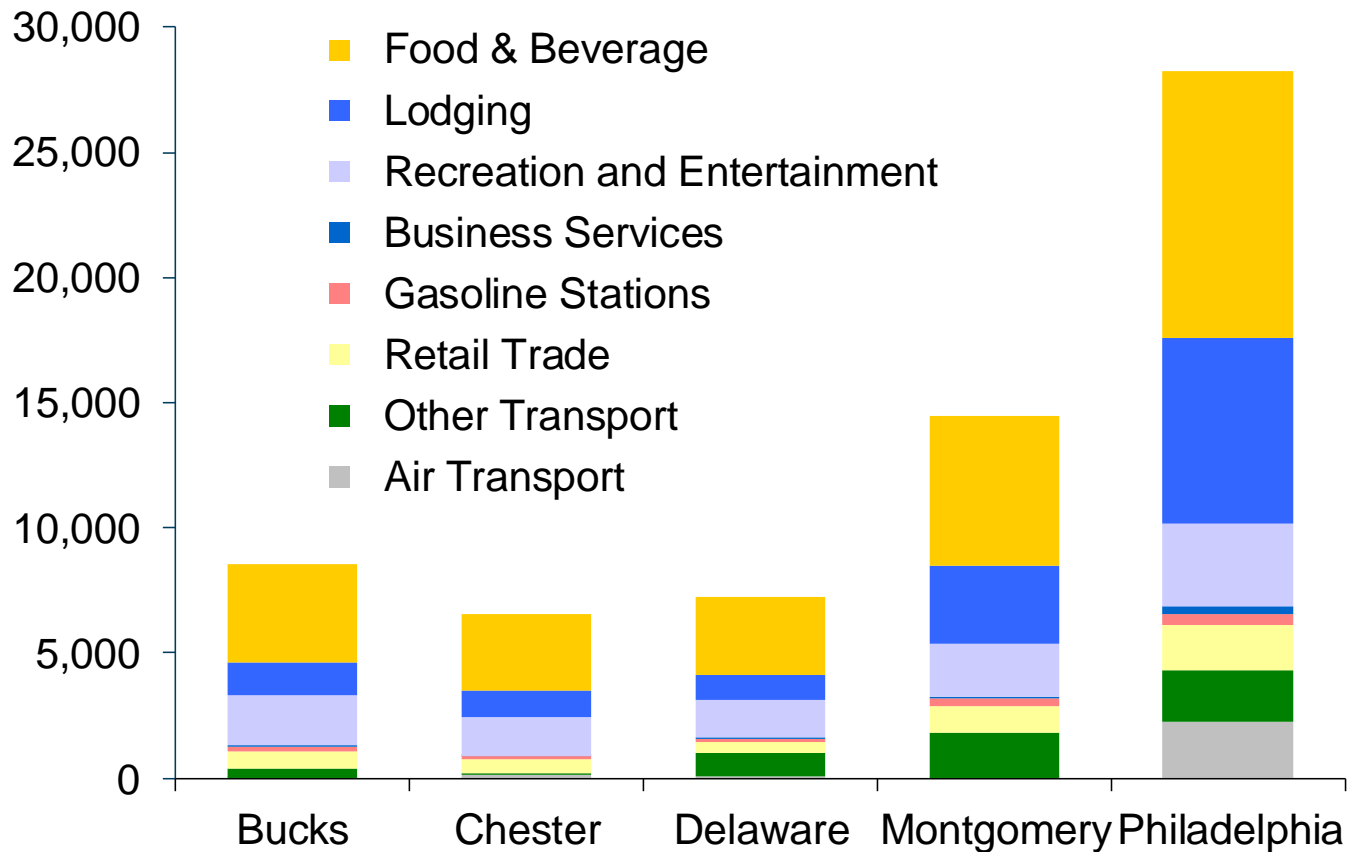 30,000
25,000
20,000
15,000
10,000
5,000
0
Food & Beverage
Lodging
Recreation and Entertainment
Business Services
Gasoline Stations
Retail Trade
Other Transport
Air Transport
Bucks Chester Delaware Montgomery Philadelphia